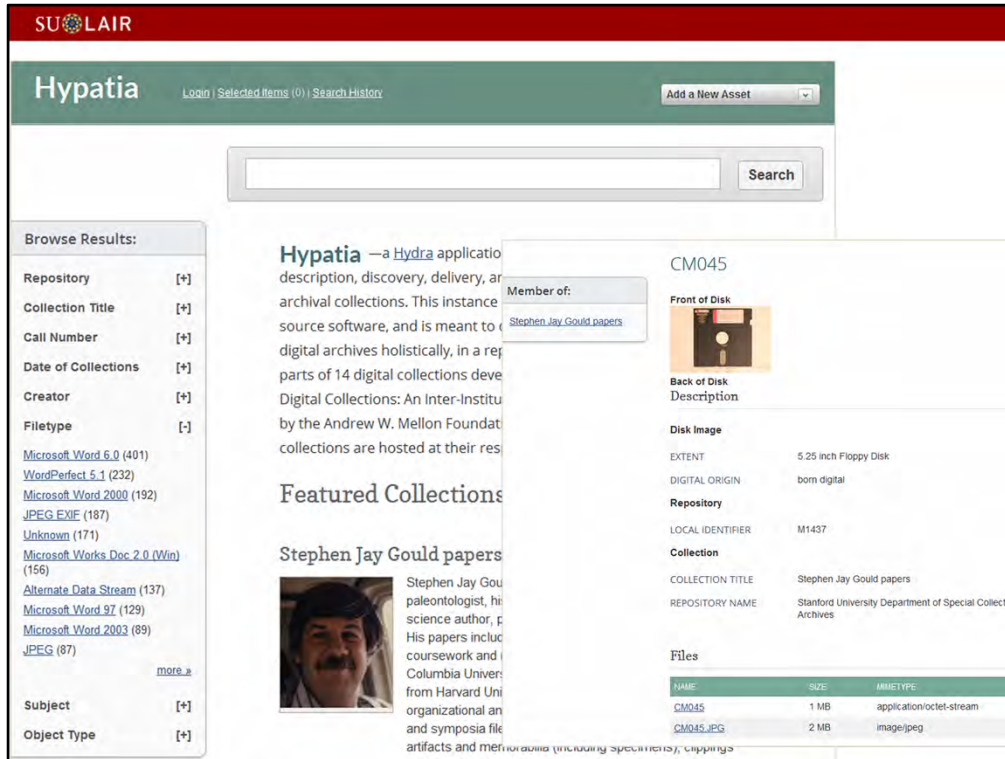 SULAIR
Hypatia
Login | Selected Items (0) | Search History
Add a New Asset
Search
Browse Results:
Repository [+]
Collection Title [+]
Call Number [+]
Date of Collections [+]
Creator [+]
Filetype [-]
Microsoft Word 6.0 (401)
WordPerfect 5.1 (232)
Microsoft Word 2000 (192)
JPEG EXIF (187)
Unknown (171)
Microsoft Works Doc 2.0 (Win)
(156)
Alternate Data Stream (137)
Microsoft Word 97 (129)
Microsoft Word 2003 (89)
JPEG (87)
more »
Subject [+]
Object Type [+]
Hypatia —a Hydra applicatio
description, discovery, delivery, an
archival collections. This instance
source software, and is meant to
digital archives holistically, in a rep
parts of 14 digital collections deve
Digital Collections: An Inter-Institu
by the Andrew W. Mellon Foundat
collections are hosted at their res
Featured Collections
Stephen Jay Gould papers
Stephen Jay Gou
paleontologist, hi
science author, p
His papers includ
coursework and
Columbia Univers
from Harvard Uni
organizational an
and symposia file
artifacts and memorabilia (including specimens), clippings
Member of:
Stephen Jay Gould papers
CM045
Front of Disk
Back of Disk
Description
Disk Image
EXTENT 5.25 inch Floppy Disk
DIGITAL ORIGIN born digital
Repository
LOCAL IDENTIFIER M1437
Collection
COLLECTION TITLE Stephen Jay Gould papers
REPOSITORY NAME Stanford University Department of Special Collect
Archives
Files
NAME SIZE MIMETYPE
CM045 1 MB application/octet-stream
CM045.JPG 2 MB image/jpeg